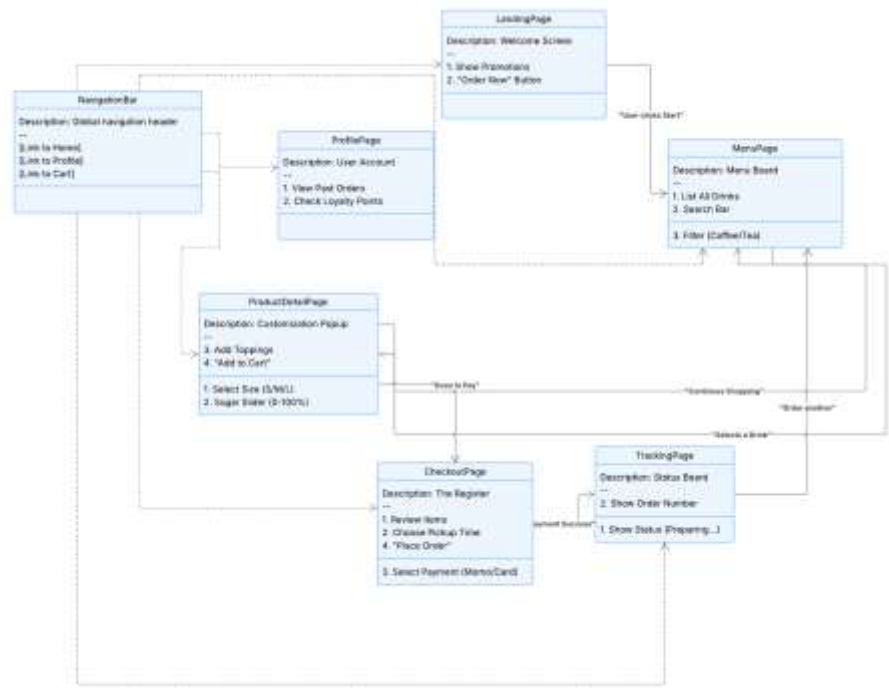 LandingPage
Description: Welcome Screen
--
1. Show Promotions
2. "Order Now" Button
NavigationBar
Description: Global navigation header
--
[Link to Home]
[Link to Profile]
[Link to Cart]
ProfilePage
Description: User Account
--
1. View Past Orders
2. Check Loyalty Points
"User clicks Start"
MenuPage
Description: Menu Board
--
1. List All Drinks
2. Search Bar
3. Filter (Coffee/Tea)
ProductDetailPage
Description: Customization Popup
--
3. Add Toppings
4. "Add to Cart"
1. Select Size (S/M/L)
2. Sugar Slider (0-100%)
"Goes to Pay"
"Continues Shopping"
"Order another"
"Selects a Drink"
CheckoutPage
Description: The Register
--
1. Review Items
2. Choose Pickup Time
4. "Place Order"
3. Select Payment (Momo/Card)
"Payment Success"
TrackingPage
Description: Status Board
--
2. Show Order Number
1. Show Status (Preparing...)